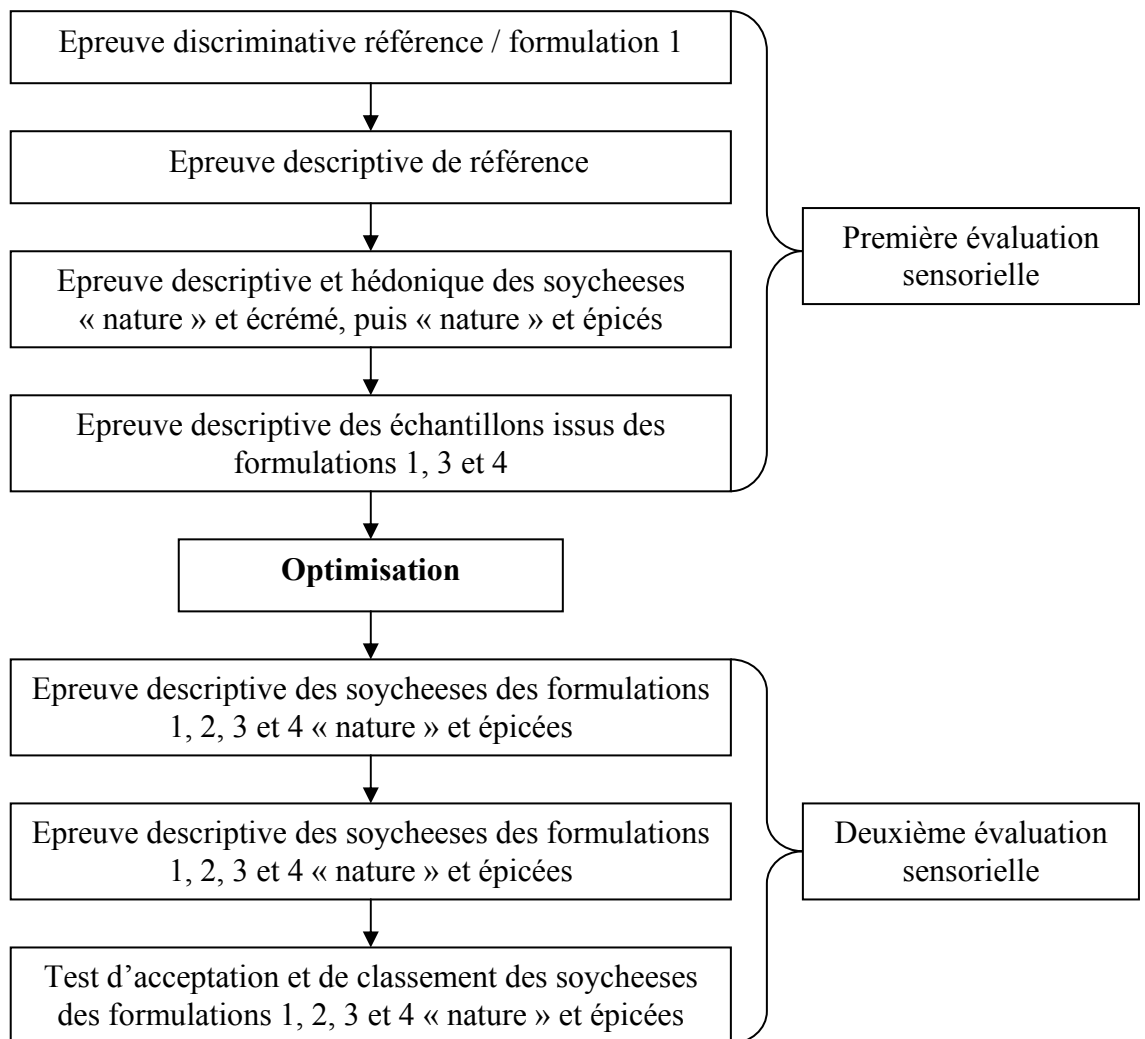 Epreuve discriminative référence / formulation 1
Epreuve descriptive de référence
Epreuve descriptive et hédonique des soycheeses
« nature » et écrémé, puis « nature » et épicés
Epreuve descriptive des échantillons issus des
formulations 1, 3 et 4
Première évaluation
sensorielle
Optimisation
Epreuve descriptive des soycheeses des formulations
1, 2, 3 et 4 « nature » et épicées
Epreuve descriptive des soycheeses des formulations
1, 2, 3 et 4 « nature » et épicées
Test d’acceptation et de classement des soycheeses
des formulations 1, 2, 3 et 4 « nature » et épicées
Deuxième évaluation
sensorielle